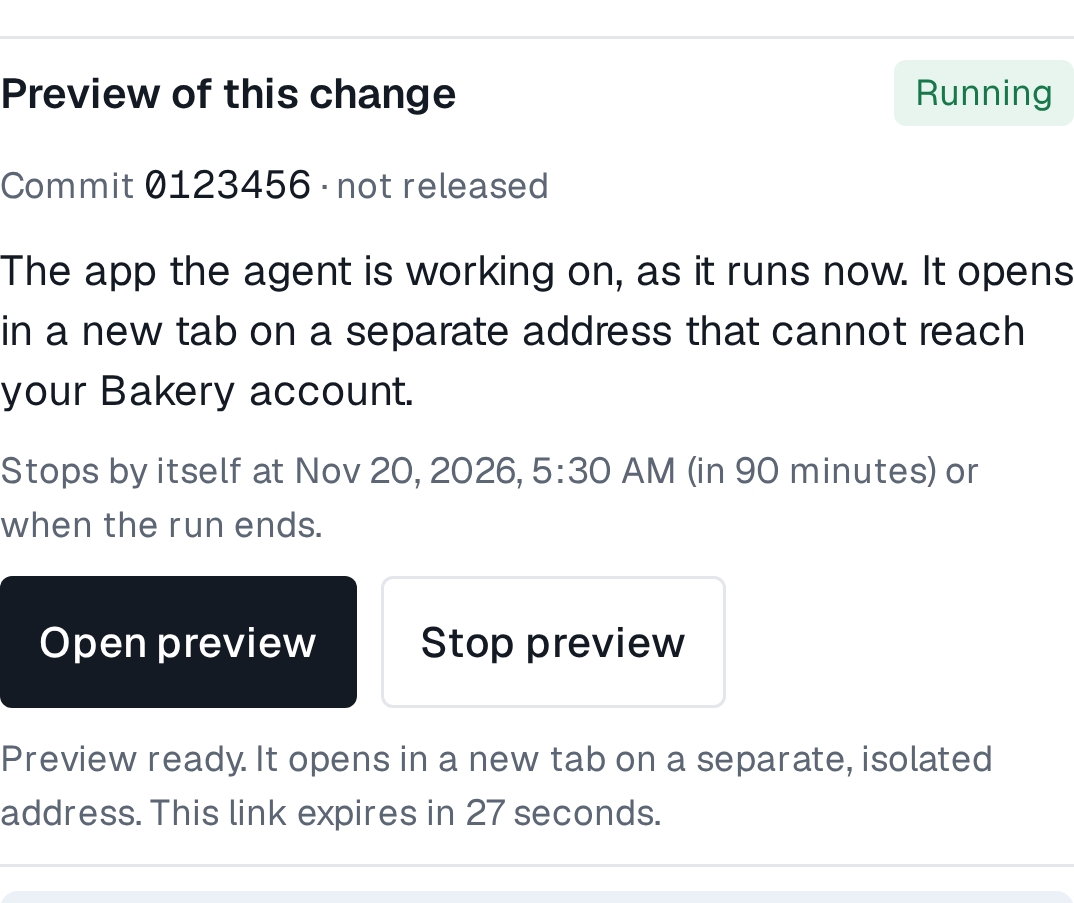 Preview of this change
Running
Commit 0123456 · not released
The app the agent is working on, as it runs now. It opens
in a new tab on a separate address that cannot reach
your Bakery account.
Stops by itself at Nov 20, 2026, 5:30 AM (in 90 minutes) or
when the run ends.
Open preview
Stop preview
Preview ready. It opens in a new tab on a separate, isolated
address. This link expires in 27 seconds.